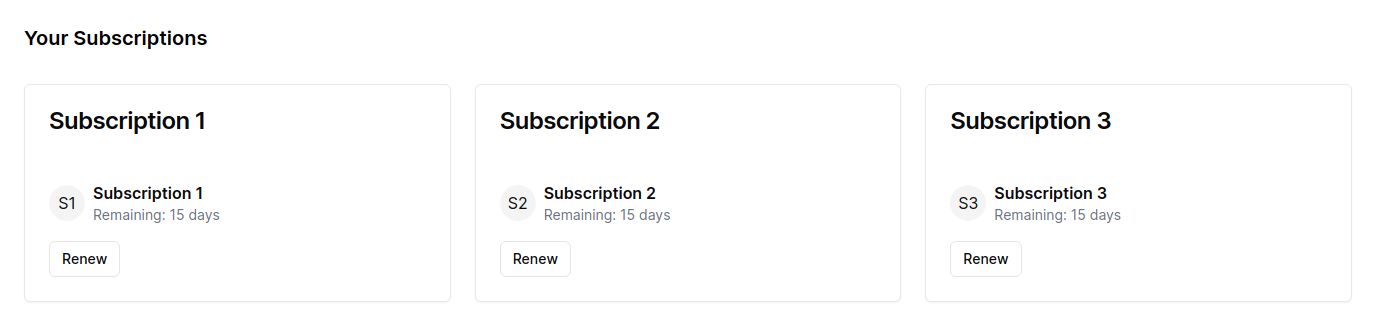 Your Subscriptions
Subscription 1
S1
Subscription 1
Remaining: 15 days
Renew
Subscription 2
S2
Subscription 2
Remaining: 15 days
Renew
Subscription 3
S3
Subscription 3
Remaining: 15 days
Renew